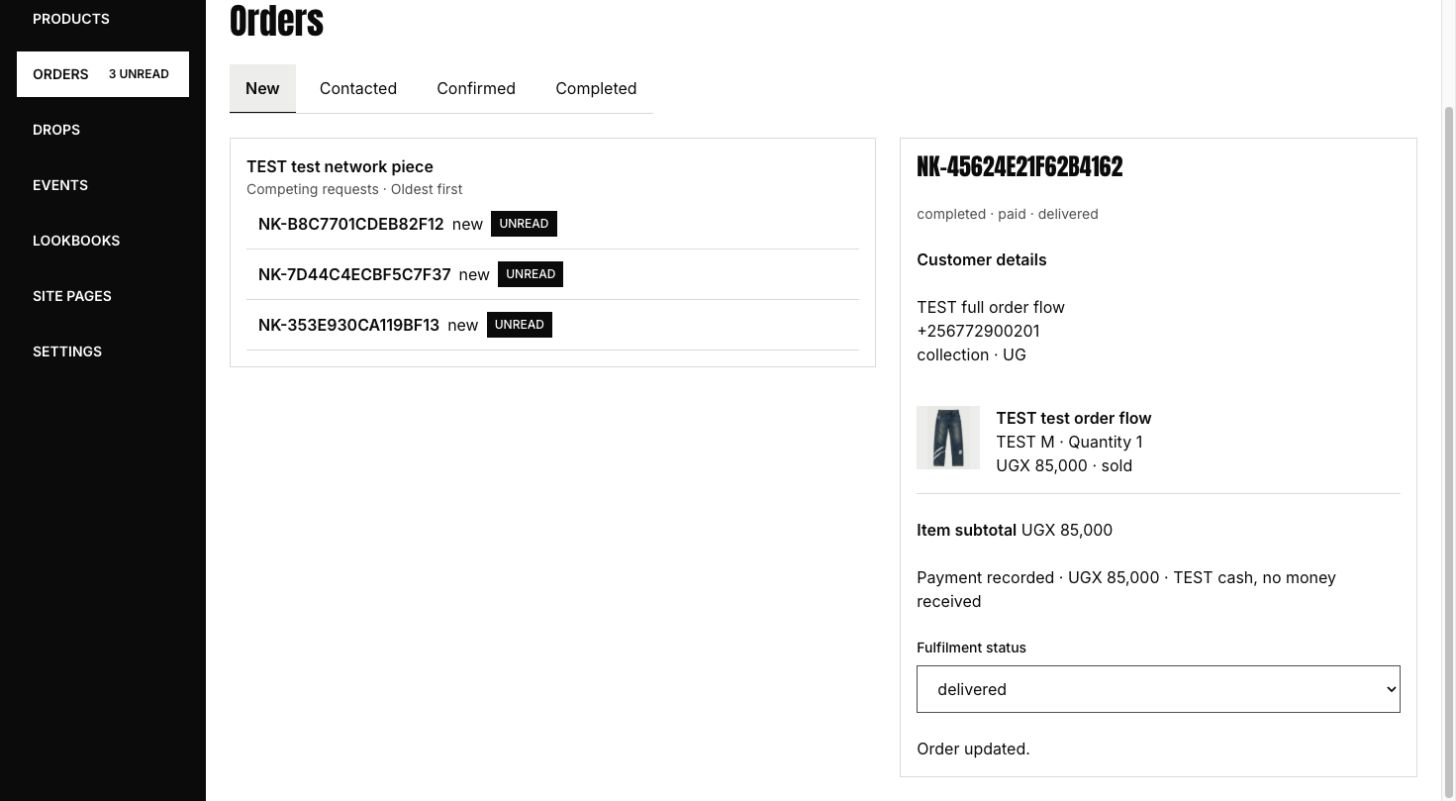 PRODUCTS
ORDERS 3 UNREAD
DROPS
EVENTS
LOOKBOOKS
SITE PAGES
SETTINGS
Orders
New Contacted Confirmed Completed
TEST test network piece
Competing requests · Oldest first
NK-B8C7701CDEB82F12 new UNREAD
NK-7D44C4ECBF5C7F37 new UNREAD
NK-353E930CA119BF13 new UNREAD
NK-45624E21F62B4162
completed · paid · delivered
Customer details
TEST full order flow
+256772900201
collection · UG
TEST test order flow
TEST M · Quantity 1
UGX 85,000 · sold
Item subtotal UGX 85,000
Payment recorded · UGX 85,000 · TEST cash, no money
received
Fulfilment status
delivered
Order updated.